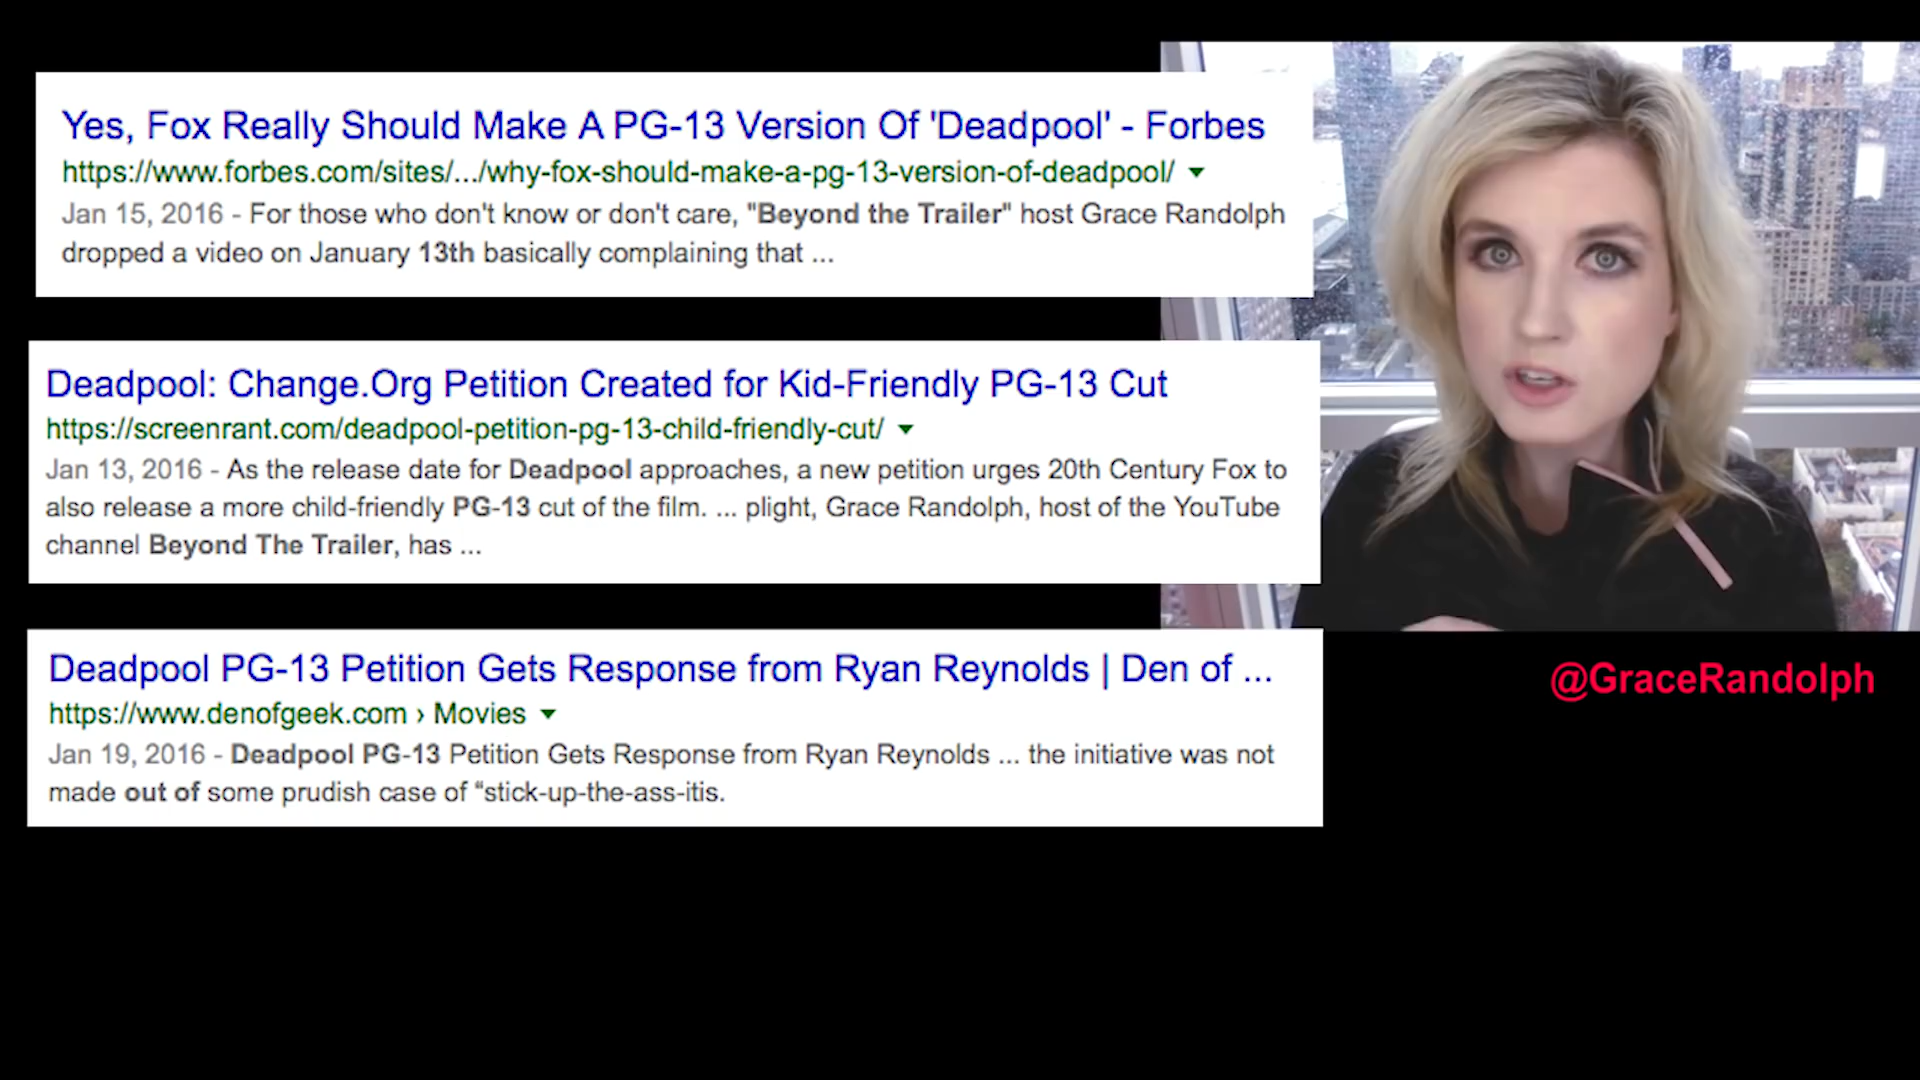 Yes, Fox Really Should Make A PG-13 Version Of 'Deadpool' - Forbes
https://www.forbes.com/sites/.../why-fox-should-make-a-pg-13-version-of-deadpool/
Jan 15, 2016 - For those who don't know or don't care, "Beyond the Trailer" host Grace Randolph
dropped a video on January 13th basically complaining that ...
Deadpool: Change.Org Petition Created for Kid-Friendly PG-13 Cut
https://screenrant.com/deadpool-petition-pg-13-child-friendly-cut/
Jan 13, 2016 - As the release date for Deadpool approaches, a new petition urges 20th Century Fox to
also release a more child-friendly PG-13 cut of the film. ... plight, Grace Randolph, host of the YouTube
channel Beyond The Trailer, has ...
Deadpool PG-13 Petition Gets Response from Ryan Reynolds | Den of ...
https://www.denofgeek.com › Movies
Jan 19, 2016 - Deadpool PG-13 Petition Gets Response from Ryan Reynolds ... the initiative was not
made out of some prudish case of “stick-up-the-ass-itis.
@GraceRandolph